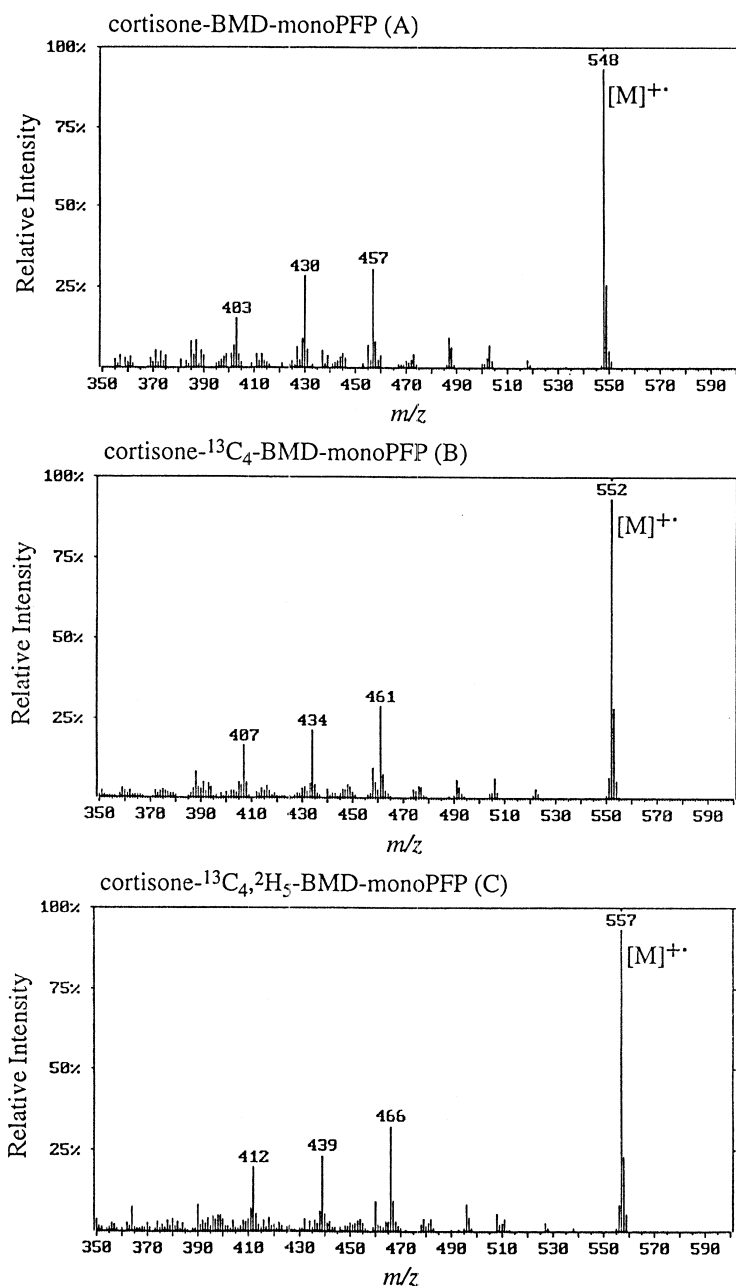 cortisone-BMD-monoPFP (A)
100%
548
[M]+·
75%
50%
457
430
25%
403
Relative Intensity
350 370 390 410 430 450 470 490 510 530 550 570 590
m/z
cortisone-¹³C₄-BMD-monoPFP (B)
100%
552
[M]+·
75%
50%
461
434
25%
407
Relative Intensity
350 370 390 410 430 450 470 490 510 530 550 570 590
m/z
cortisone-¹³C₄,²H₅-BMD-monoPFP (C)
100%
557
[M]+·
75%
50%
466
439
25%
412
Relative Intensity
350 370 390 410 430 450 470 490 510 530 550 570 590
m/z